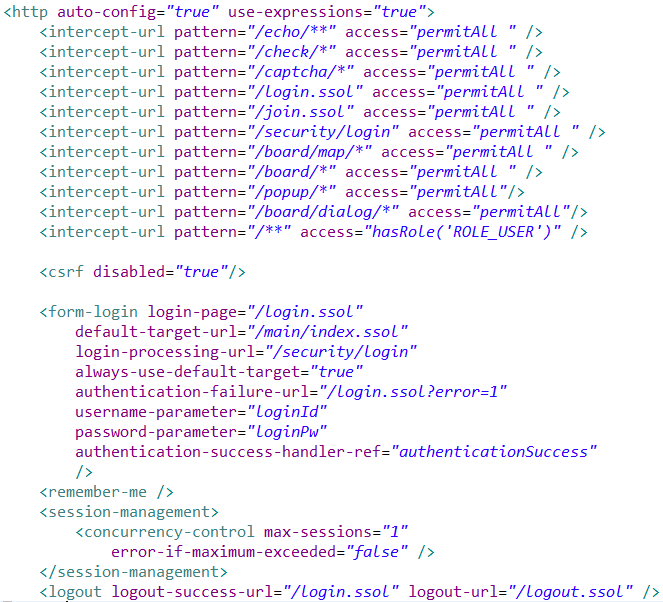 <http auto-config="true" use-expressions="true">
<intercept-url pattern="/echo/**" access="permitAll " />
<intercept-url pattern="/check/*" access="permitAll " />
<intercept-url pattern="/captcha/*" access="permitAll " />
<intercept-url pattern="/login.ssol" access="permitAll " />
<intercept-url pattern="/join.ssol" access="permitAll " />
<intercept-url pattern="/security/login" access="permitAll " />
<intercept-url pattern="/board/map/*" access="permitAll " />
<intercept-url pattern="/board/*" access="permitAll " />
<intercept-url pattern="/popup/*" access="permitAll"/>
<intercept-url pattern="/board/dialog/*" access="permitAll"/>
<intercept-url pattern="/**" access="hasRole('ROLE_USER')" />
<csrf disabled="true"/>
<form-login login-page="/login.ssol"
default-target-url="/main/index.ssol"
login-processing-url="/security/login"
always-use-default-target="true"
authentication-failure-url="/login.ssol?error=1"
username-parameter="loginId"
password-parameter="loginPw"
authentication-success-handler-ref="authenticationSuccess"
/>
<remember-me />
<session-management>
<concurrency-control max-sessions="1"
error-if-maximum-exceeded="false" />
</session-management>
<logout logout-success-url="/login.ssol" logout-url="/logout.ssol" />